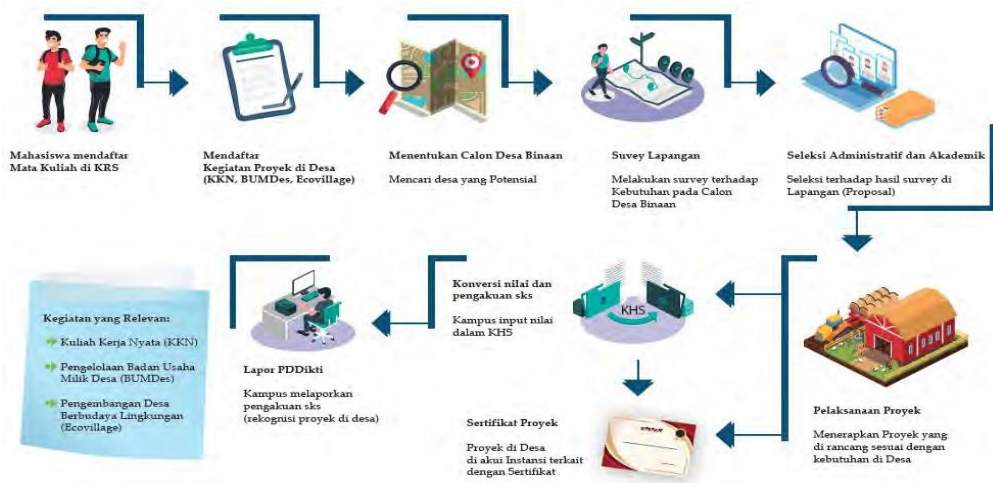 Mahasiswa mendaftar
Mata Kuliah di KRS
Mendaftar
Kegiatan Proyek di Desa
(KKN, BUMDes, Ecovillage)
Menentukan Calon Desa Binaan
Mencari desa yang Potensial
Suvey Lapangan
Melakukan survey terhadap
Kebutuhan pada Calon
Desa Binaan
Seleksi Administratif dan Akademik
Seleksi terhadap hasil survey di
Lapangan (Proposal)
Kegiatan yang Relevan:
Kuliah Kerja Nyata (KKN)
Pengelolaan Badan Usaha
Milik Desa (BUMDes)
Pengembangan Desa
Berbudaya Lingkungan
(Ecovillage)
Lapor PDDikti
Kampus melaporkan
pengakuan sks
(rekognisi proyek di desa)
Konversi nilai dan
pengakuan sks
Kampus input nilai
dalam KHS
KHS
Sertifikat Proyek
Proyek di Desa
di akui Instansi terkait
dengan Sertifikat
Pelaksanaan Proyek
Menerapkan Proyek yang
di rancang sesuai dengan
kebutuhan di Desa